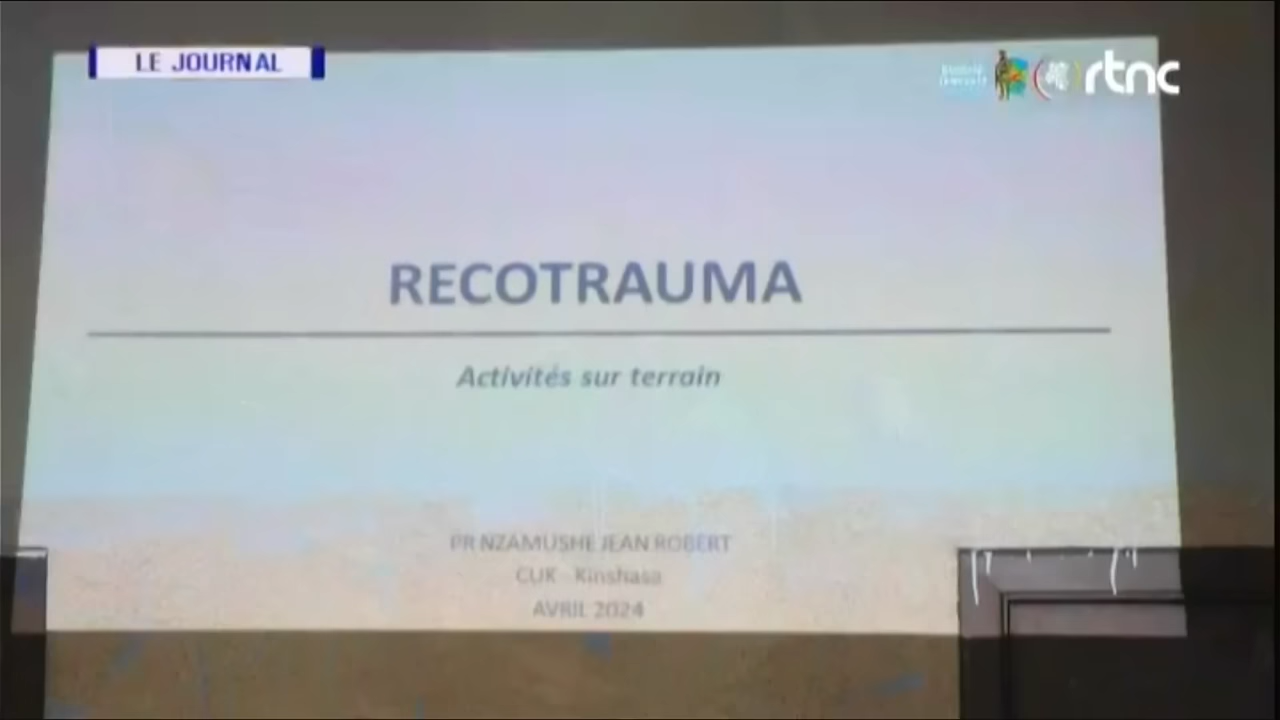 LE JOURNAL
rtnc
RECOTRAUMA
Activités sur terrain
PR NZAMUSHE JEAN ROBERT
CUK - Kinshasa
AVRIL 2024